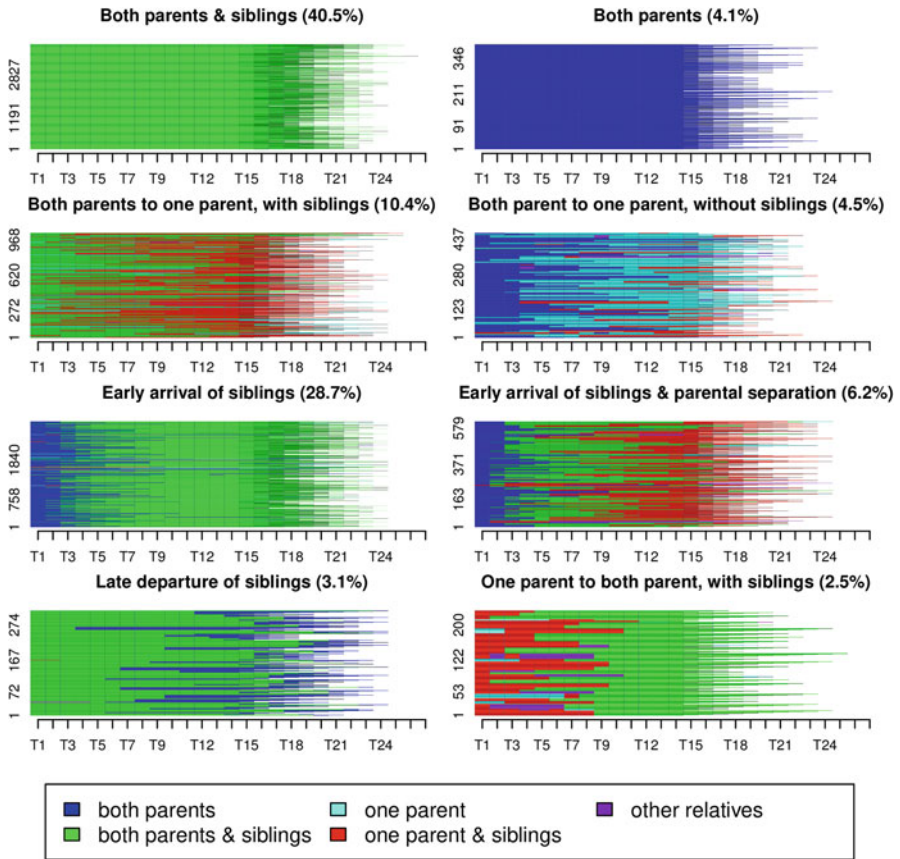 Both parents & siblings (40.5%)
1 1191 2827
T1 T3 T5 T7 T9 T12 T15 T18 T21 T24
Both parents (4.1%)
1 91 211 346
T1 T3 T5 T7 T9 T12 T15 T18 T21 T24
Both parents to one parent, with siblings (10.4%)
1 272 620 968
T1 T3 T5 T7 T9 T12 T15 T18 T21 T24
Both parent to one parent, without siblings (4.5%)
1 123 280 437
T1 T3 T5 T7 T9 T12 T15 T18 T21 T24
Early arrival of siblings (28.7%)
1 758 1840
T1 T3 T5 T7 T9 T12 T15 T18 T21 T24
Early arrival of siblings & parental separation (6.2%)
1 163 371 579
T1 T3 T5 T7 T9 T12 T15 T18 T21 T24
Late departure of siblings (3.1%)
1 72 167 274
T1 T3 T5 T7 T9 T12 T15 T18 T21 T24
One parent to both parent, with siblings (2.5%)
1 53 122 200
T1 T3 T5 T7 T9 T12 T15 T18 T21 T24
both parents
both parents & siblings
one parent
one parent & siblings
other relatives